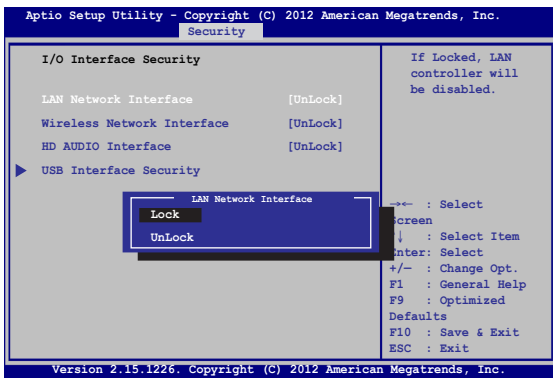 Aptio Setup Utility - Copyright (C) 2012 American Megatrends, Inc.
Security
I/O Interface Security
LAN Network Interface [UnLock]
Wireless Network Interface [UnLock]
HD AUDIO Interface [UnLock]
USB Interface Security
LAN Network Interface
Lock
UnLock
If Locked, LAN
controller will
be disabled.
→← : Select
Screen
↓ : Select Item
Enter: Select
+/— : Change Opt.
F1 : General Help
F9 : Optimized
Defaults
F10 : Save & Exit
ESC : Exit
Version 2.15.1226. Copyright (C) 2012 American Megatrends, Inc.